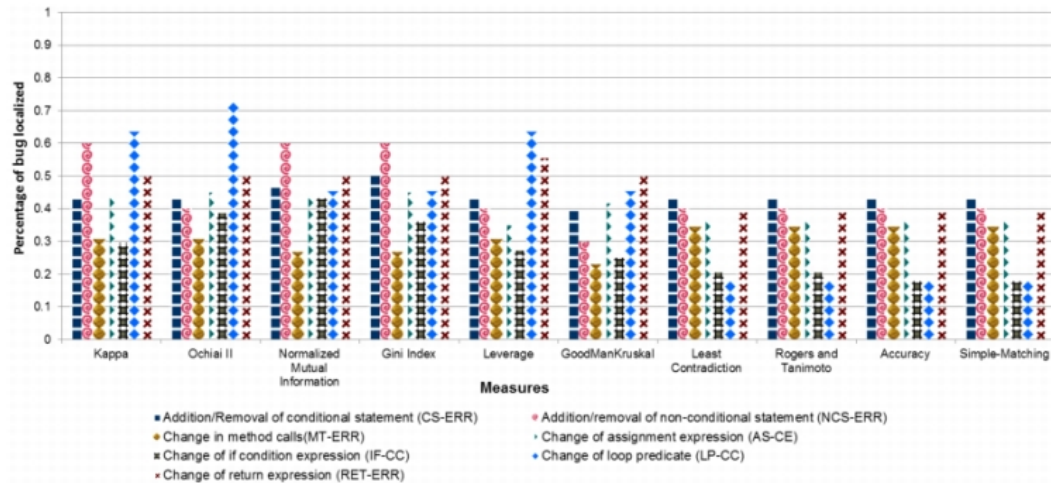 1
0.9
0.8
0.7
0.6
0.5
0.4
0.3
0.2
0.1
0
Percentage of bug localized
Kappa
Ochiai II
Normalized
Mutual
Information
Gini Index
Leverage
GoodManKruskal
Least
Contradiction
Rogers and
Tanimoto
Accuracy
Simple-Matching
Measures
Addition/Removal of conditional statement (CS-ERR)
Addition/removal of non-conditional statement (NCS-ERR)
Change in method calls(MT-ERR)
Change of assignment expression (AS-CE)
Change of if condition expression (IF-CC)
Change of loop predicate (LP-CC)
Change of return expression (RET-ERR)